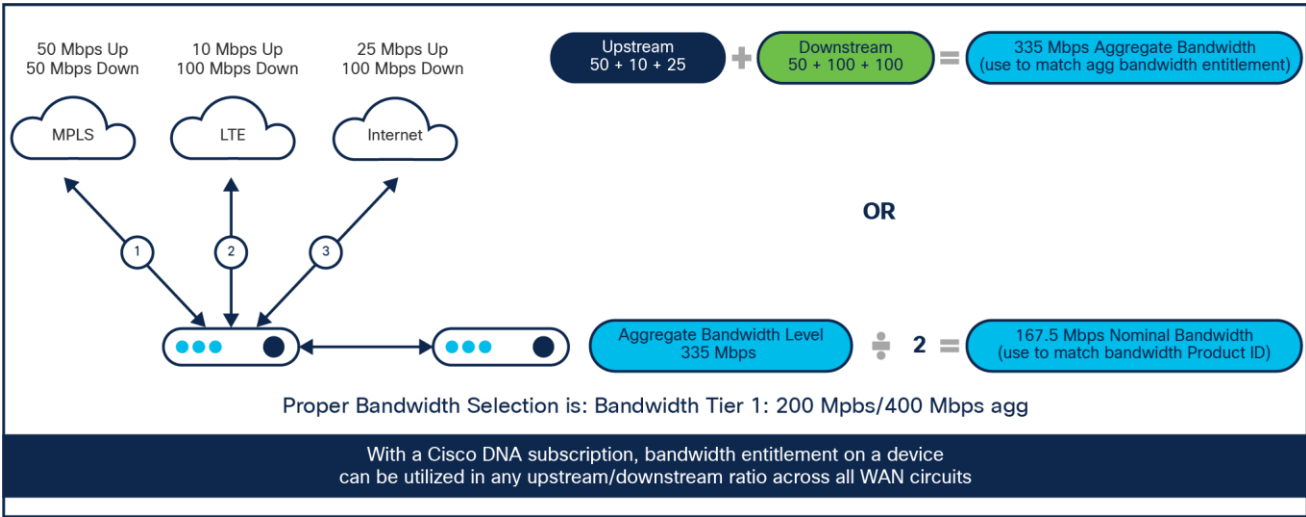 50 Mbps Up
50 Mbps Down
10 Mbps Up
100 Mbps Down
25 Mbps Up
100 Mbps Down
MPLS
LTE
Internet
1
2
3
Upstream
50 + 10 + 25
+
Downstream
50 + 100 + 100
=
335 Mbps Aggregate Bandwidth
(use to match agg bandwidth entitlement)
OR
Aggregate Bandwidth Level
335 Mbps
÷
2
=
167.5 Mbps Nominal Bandwidth
(use to match bandwidth Product ID)
Proper Bandwidth Selection is: Bandwidth Tier 1: 200 Mpbs/400 Mbps agg
With a Cisco DNA subscription, bandwidth entitlement on a device
can be utilized in any upstream/downstream ratio across all WAN circuits